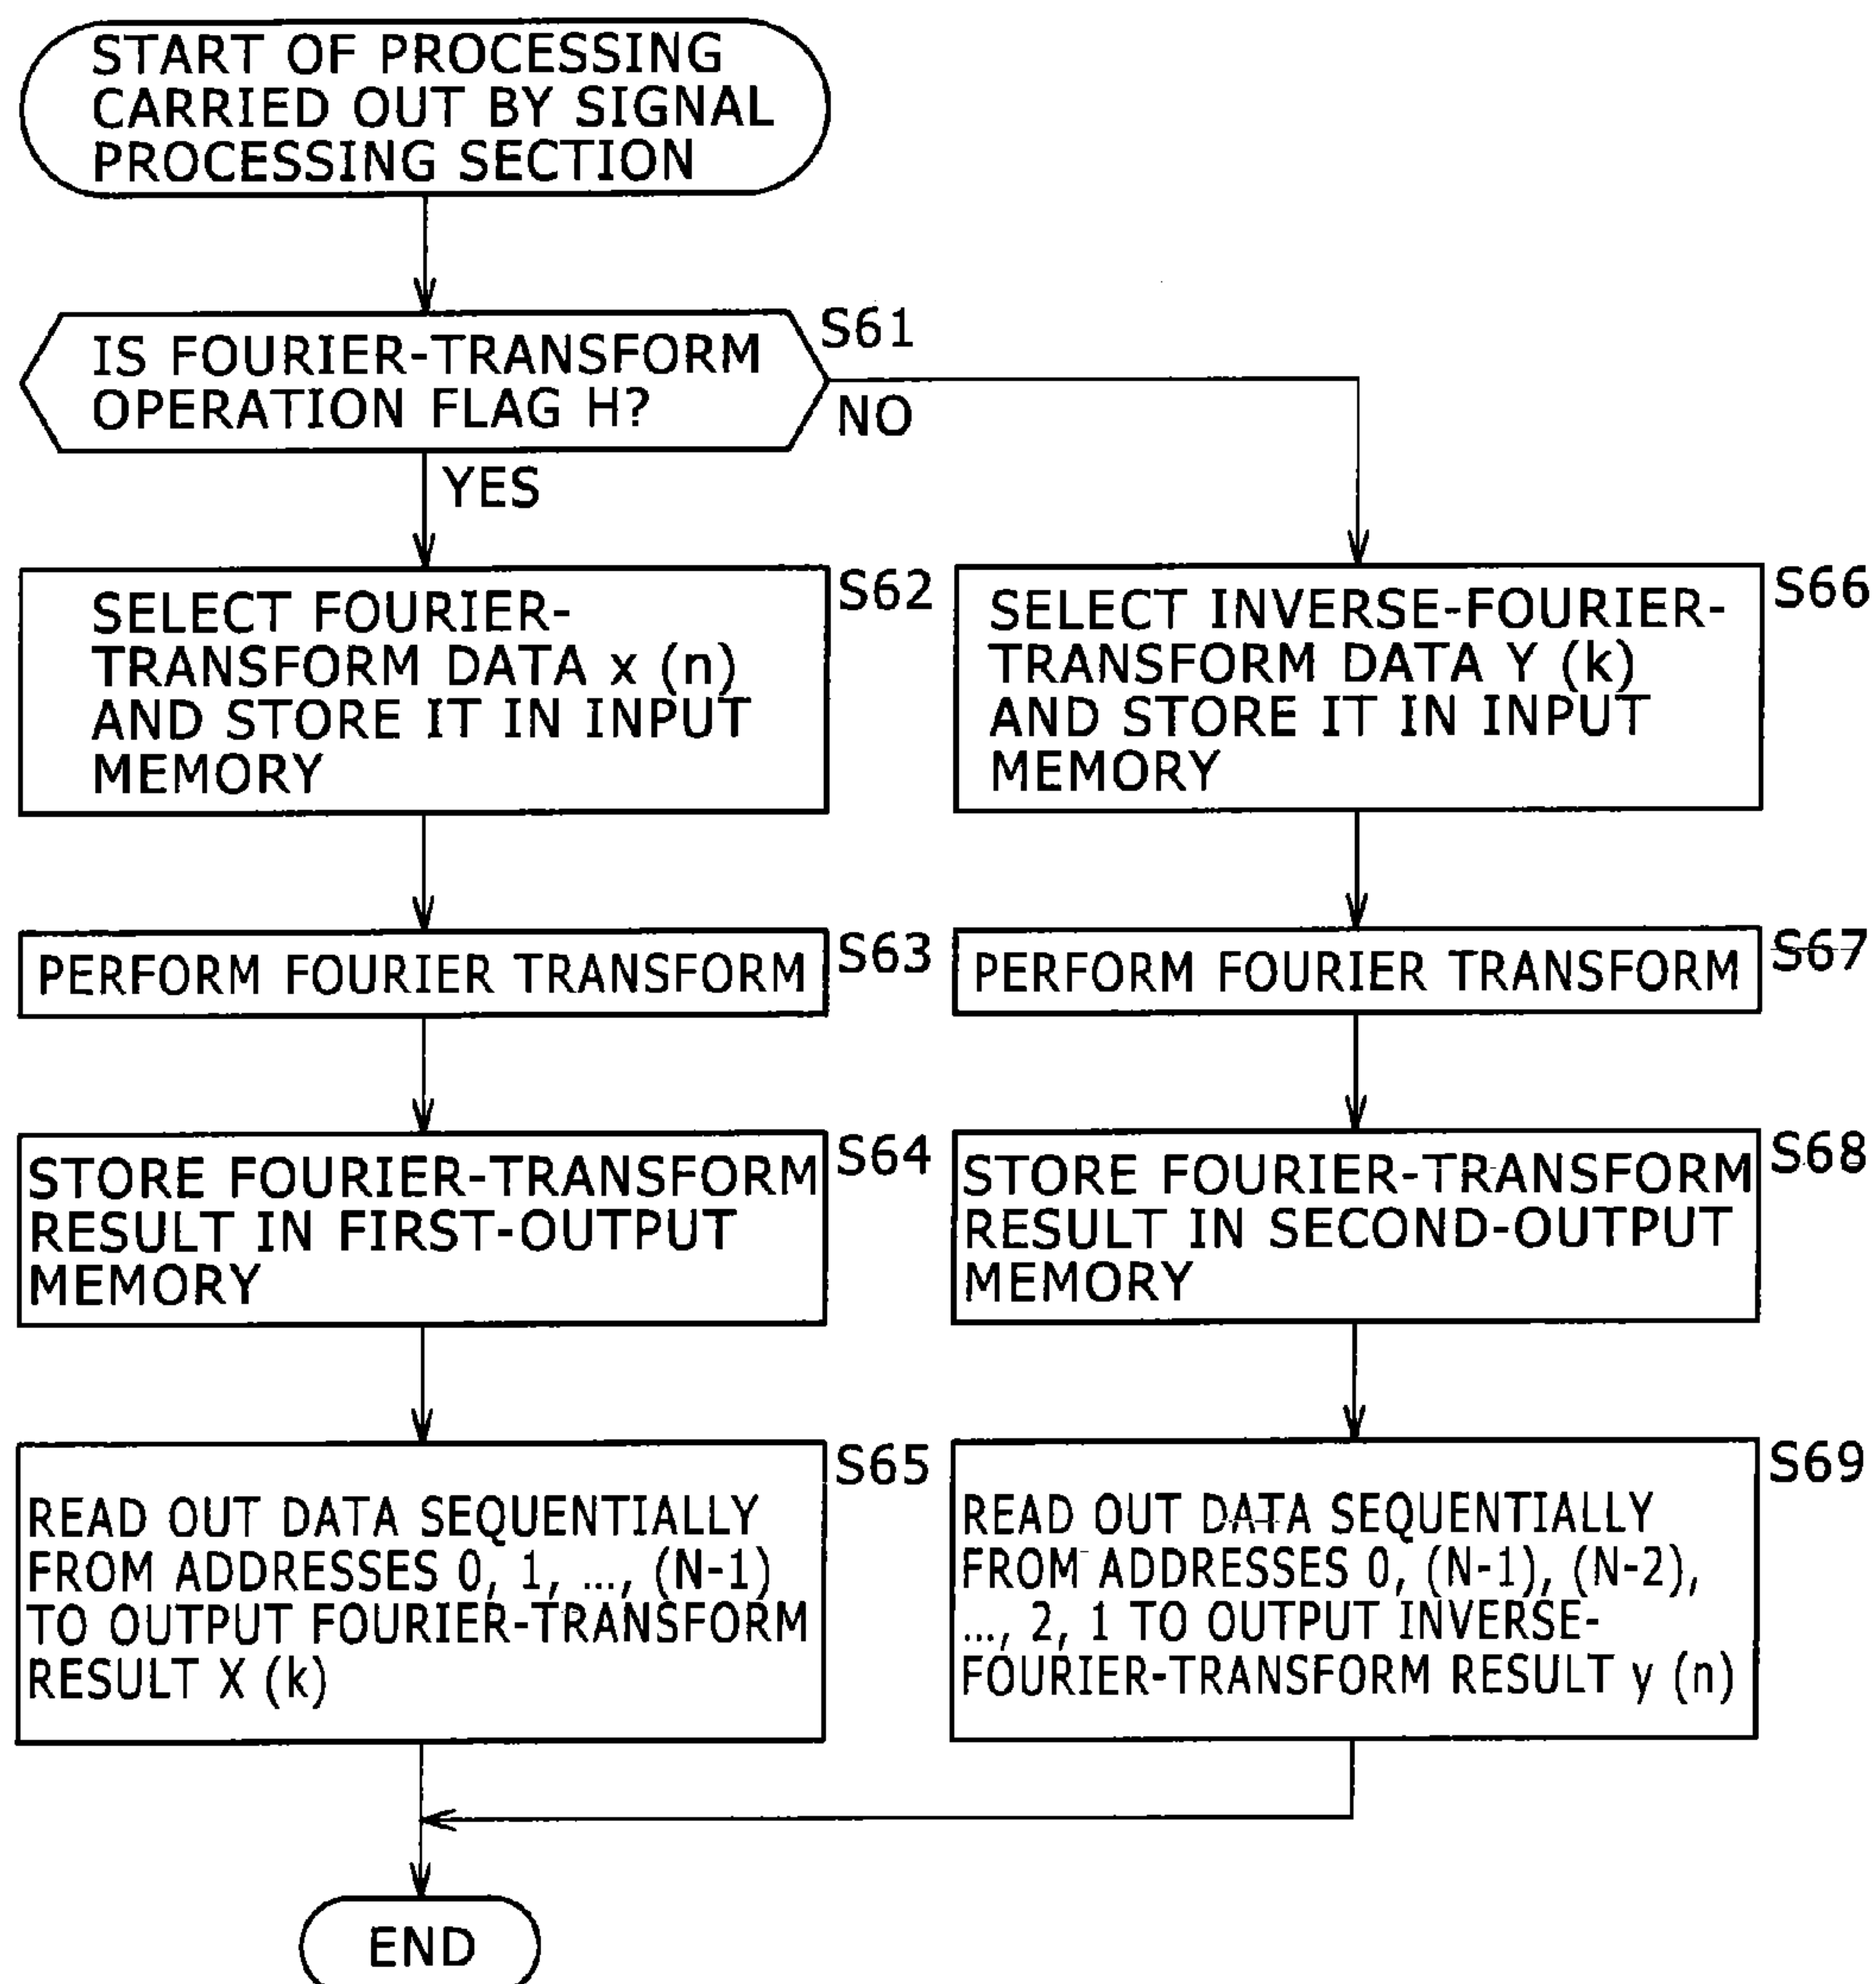 START OF PROCESSING
CARRIED OUT BY SIGNAL
PROCESSING SECTION
IS FOURIER-TRANSFORM
OPERATION FLAG H?
S61
NO
YES
SELECT FOURIER-
TRANSFORM DATA x (n)
AND STORE IT IN INPUT
MEMORY
S62
PERFORM FOURIER TRANSFORM
S63
STORE FOURIER-TRANSFORM
RESULT IN FIRST-OUTPUT
MEMORY
S64
READ OUT DATA SEQUENTIALLY
FROM ADDRESSES 0, 1, ..., (N-1)
TO OUTPUT FOURIER-TRANSFORM
RESULT X (k)
S65
SELECT INVERSE-FOURIER-
TRANSFORM DATA Y (k)
AND STORE IT IN INPUT
MEMORY
S66
PERFORM FOURIER TRANSFORM
S67
STORE FOURIER-TRANSFORM
RESULT IN SECOND-OUTPUT
MEMORY
S68
READ OUT DATA SEQUENTIALLY
FROM ADDRESSES 0, (N-1), (N-2),
..., 2, 1 TO OUTPUT INVERSE-
FOURIER-TRANSFORM RESULT y (n)
S69
END